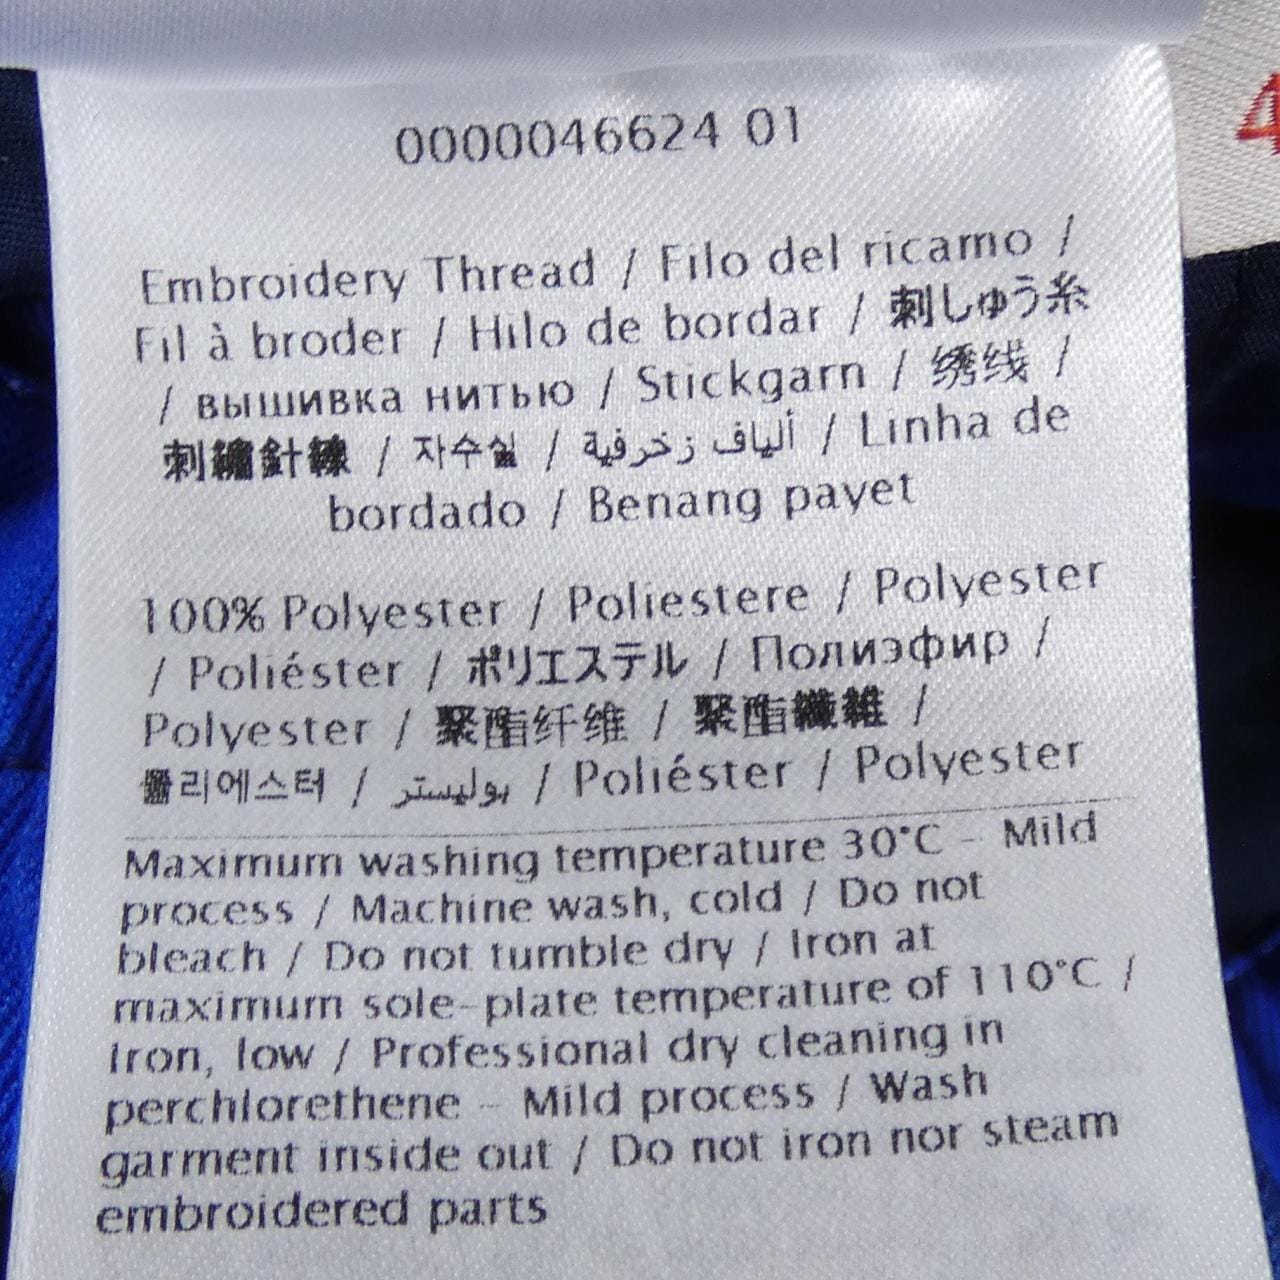 0000046624 01
4
Embroidery Thread / Filo del ricamo /
Fil à broder / Hilo de bordar / 刺しゅう糸
/ вышивка нитью / Stickgarn / 绣线 /
刺繡針線 / 자수실 / ألياف زخرفية / Linha de
bordado / Benang payet
100% Polyester / Poliestere / Polyester
/ Poliéster / ポリエステル / Полиэфир /
Polyester / 聚酯纤维 / 聚酯纖維 /
폴리에스터 / بوليستر / Poliéster / Polyester
Maximum washing temperature 30°C - Mild
process / Machine wash, cold / Do not
bleach / Do not tumble dry / Iron at
maximum sole-plate temperature of 110°C /
Iron, low / Professional dry cleaning in
perchlorethene - Mild process / Wash
garment inside out / Do not iron nor steam
embroidered parts